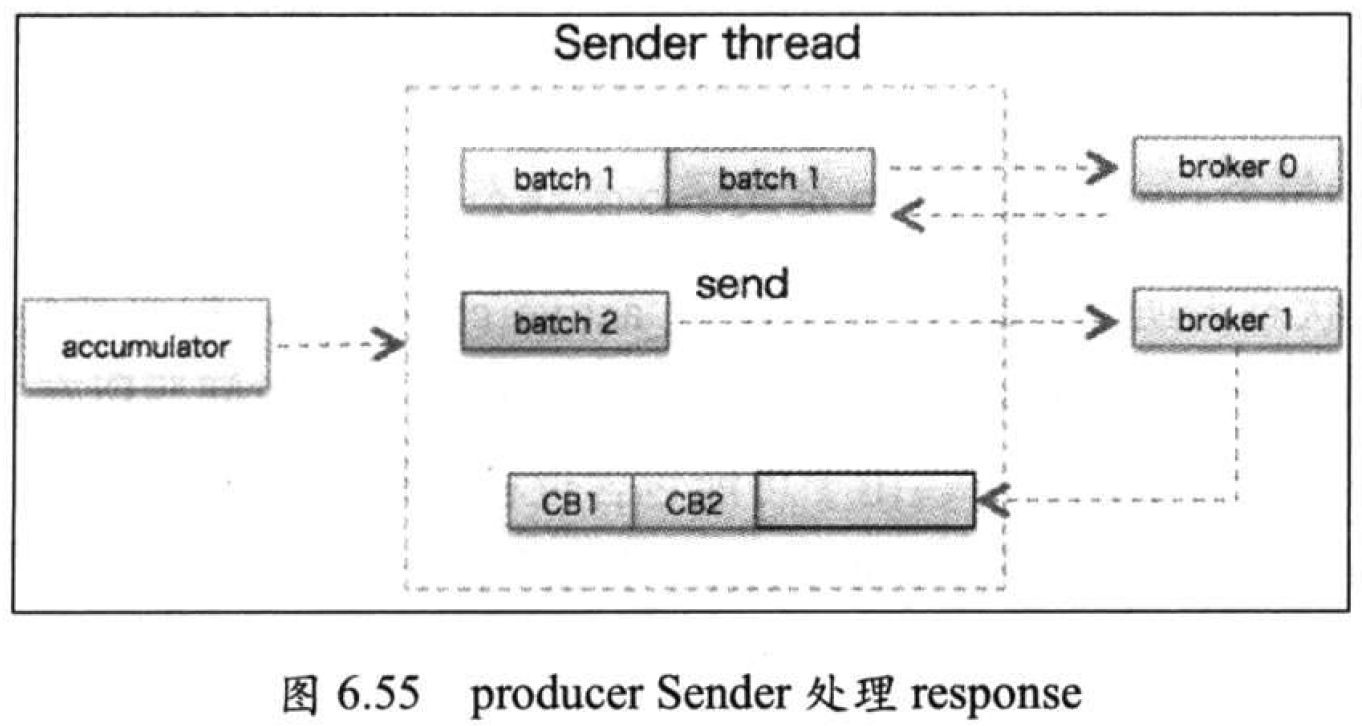 Sender thread
batch 1 batch 1 broker 0
send
batch 2 broker 1
accumulator
CB1 CB2
图 6.55 producer Sender 处理 response